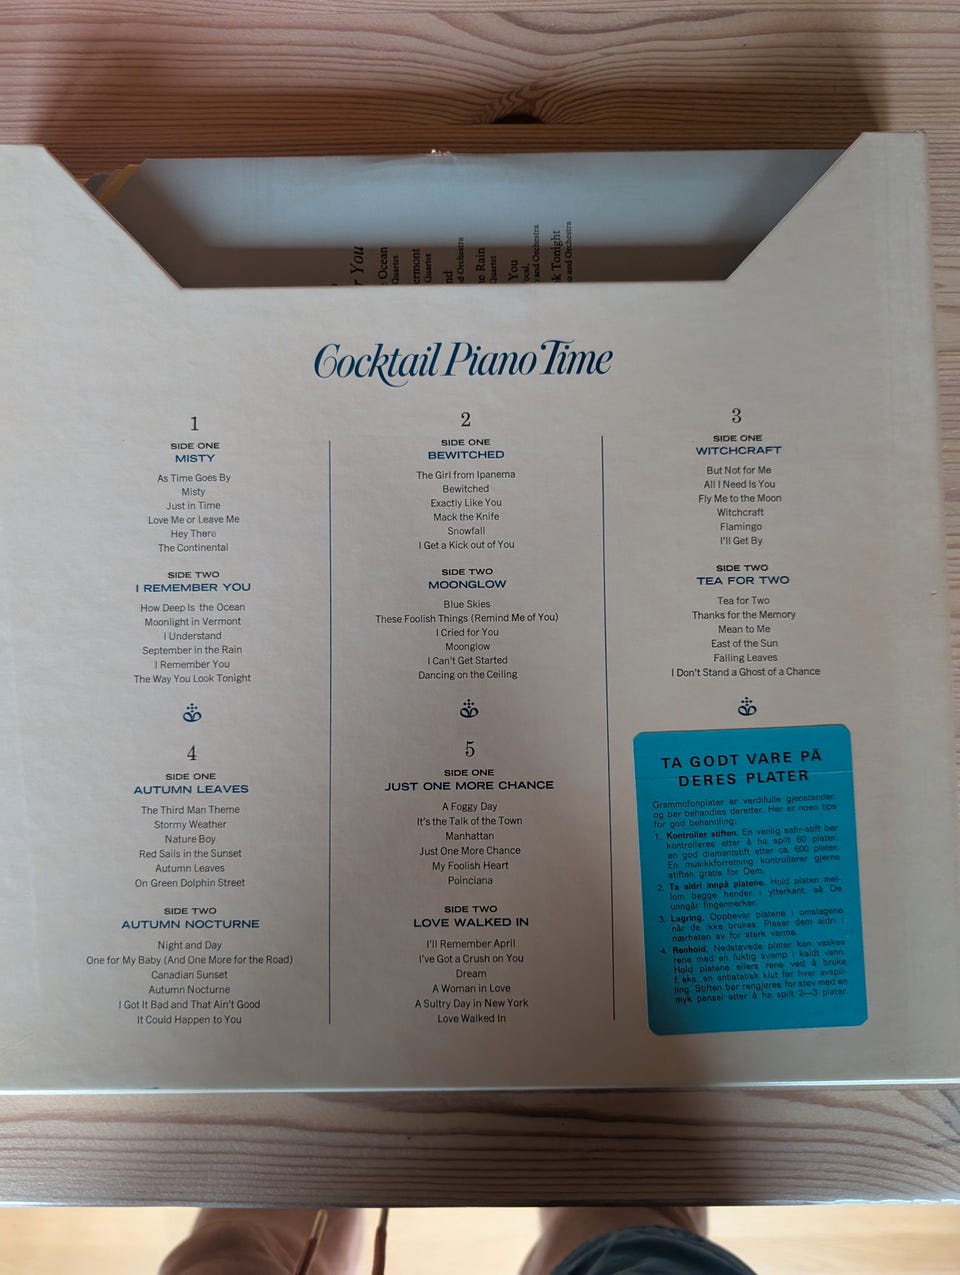 r You
Ocean
Quartet
ermont
Quartet
nd
d Orchestra
e Rain
Quartet
You
ocal,
and Orchestra
k Tonight
o and Orchestra
Cocktail Piano Time
1
SIDE ONE
MISTY
As Time Goes By
Misty
Just in Time
Love Me or Leave Me
Hey There
The Continental
SIDE TWO
I REMEMBER YOU
How Deep Is the Ocean
Moonlight in Vermont
I Understand
September in the Rain
I Remember You
The Way You Look Tonight
2
SIDE ONE
BEWITCHED
The Girl from Ipanema
Bewitched
Exactly Like You
Mack the Knife
Snowfall
I Get a Kick out of You
SIDE TWO
MOONGLOW
Blue Skies
These Foolish Things (Remind Me of You)
I Cried for You
Moonglow
I Can't Get Started
Dancing on the Ceiling
3
SIDE ONE
WITCHCRAFT
But Not for Me
All I Need Is You
Fly Me to the Moon
Witchcraft
Flamingo
I'll Get By
SIDE TWO
TEA FOR TWO
Tea for Two
Thanks for the Memory
Mean to Me
East of the Sun
Falling Leaves
I Don't Stand a Ghost of a Chance
4
SIDE ONE
AUTUMN LEAVES
The Third Man Theme
Stormy Weather
Nature Boy
Red Sails in the Sunset
Autumn Leaves
On Green Dolphin Street
SIDE TWO
AUTUMN NOCTURNE
Night and Day
One for My Baby (And One More for the Road)
Canadian Sunset
Autumn Nocturne
I Got It Bad and That Ain't Good
It Could Happen to You
5
SIDE ONE
JUST ONE MORE CHANCE
A Foggy Day
It's the Talk of the Town
Manhattan
Just One More Chance
My Foolish Heart
Poinciana
SIDE TWO
LOVE WALKED IN
I'll Remember April
I've Got a Crush on You
Dream
A Woman in Love
A Sultry Day in New York
Love Walked In
TA GODT VARE PÅ
DERES PLATER
Grammofonplater er verdifulle gjenstander,
og bør behandles deretter. Her er noen tips
for god behandling:
1. Kontroller stiften. En vanlig safir-stift bør
kontrolleres etter å ha spilt 60 plater,
en god diamantstift etter ca. 600 plater.
En musikkforretning kontrollerer gjerne
stiften gratis for Dem.
2. Ta aldri innpå platene. Hold platen mel-
lom begge hender i ytterkant, så De
unngår fingermerker.
3. Lagring. Oppbevar platene i omslagene
når de ikke brukes. Plaser dem aldri i
nærheten av for sterk varme.
4. Renhold. Nedstøvede plater kan vaskes
rene med en fuktig svamp i kaldt vann.
Hold platene ellers rene ved å bruke
f. eks. en antistatisk klut før hver avspil-
ling. Stiften bør rengjøres for støv med en
myk pensel etter å ha spilt 2—3 plater.